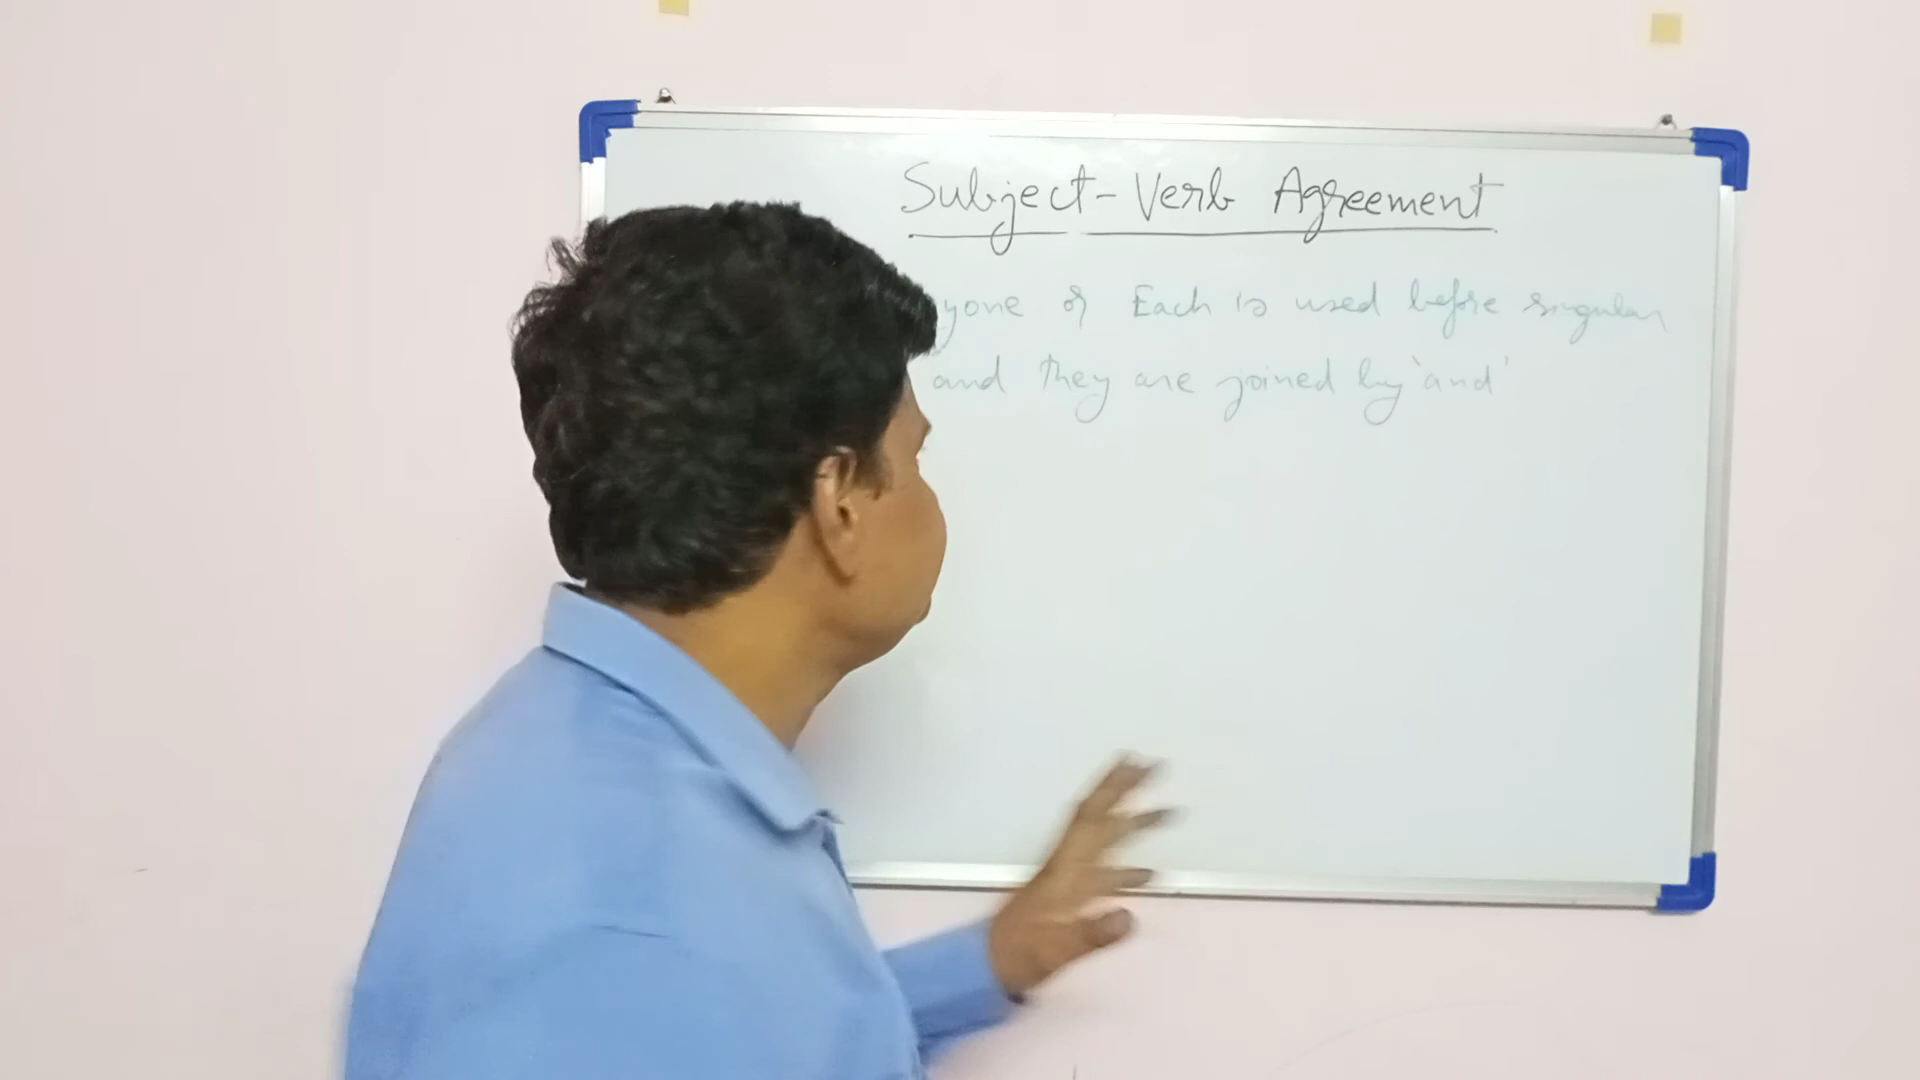 Subject-Verb Agreement
yone or Each is used before singular
and they are joined by 'and'